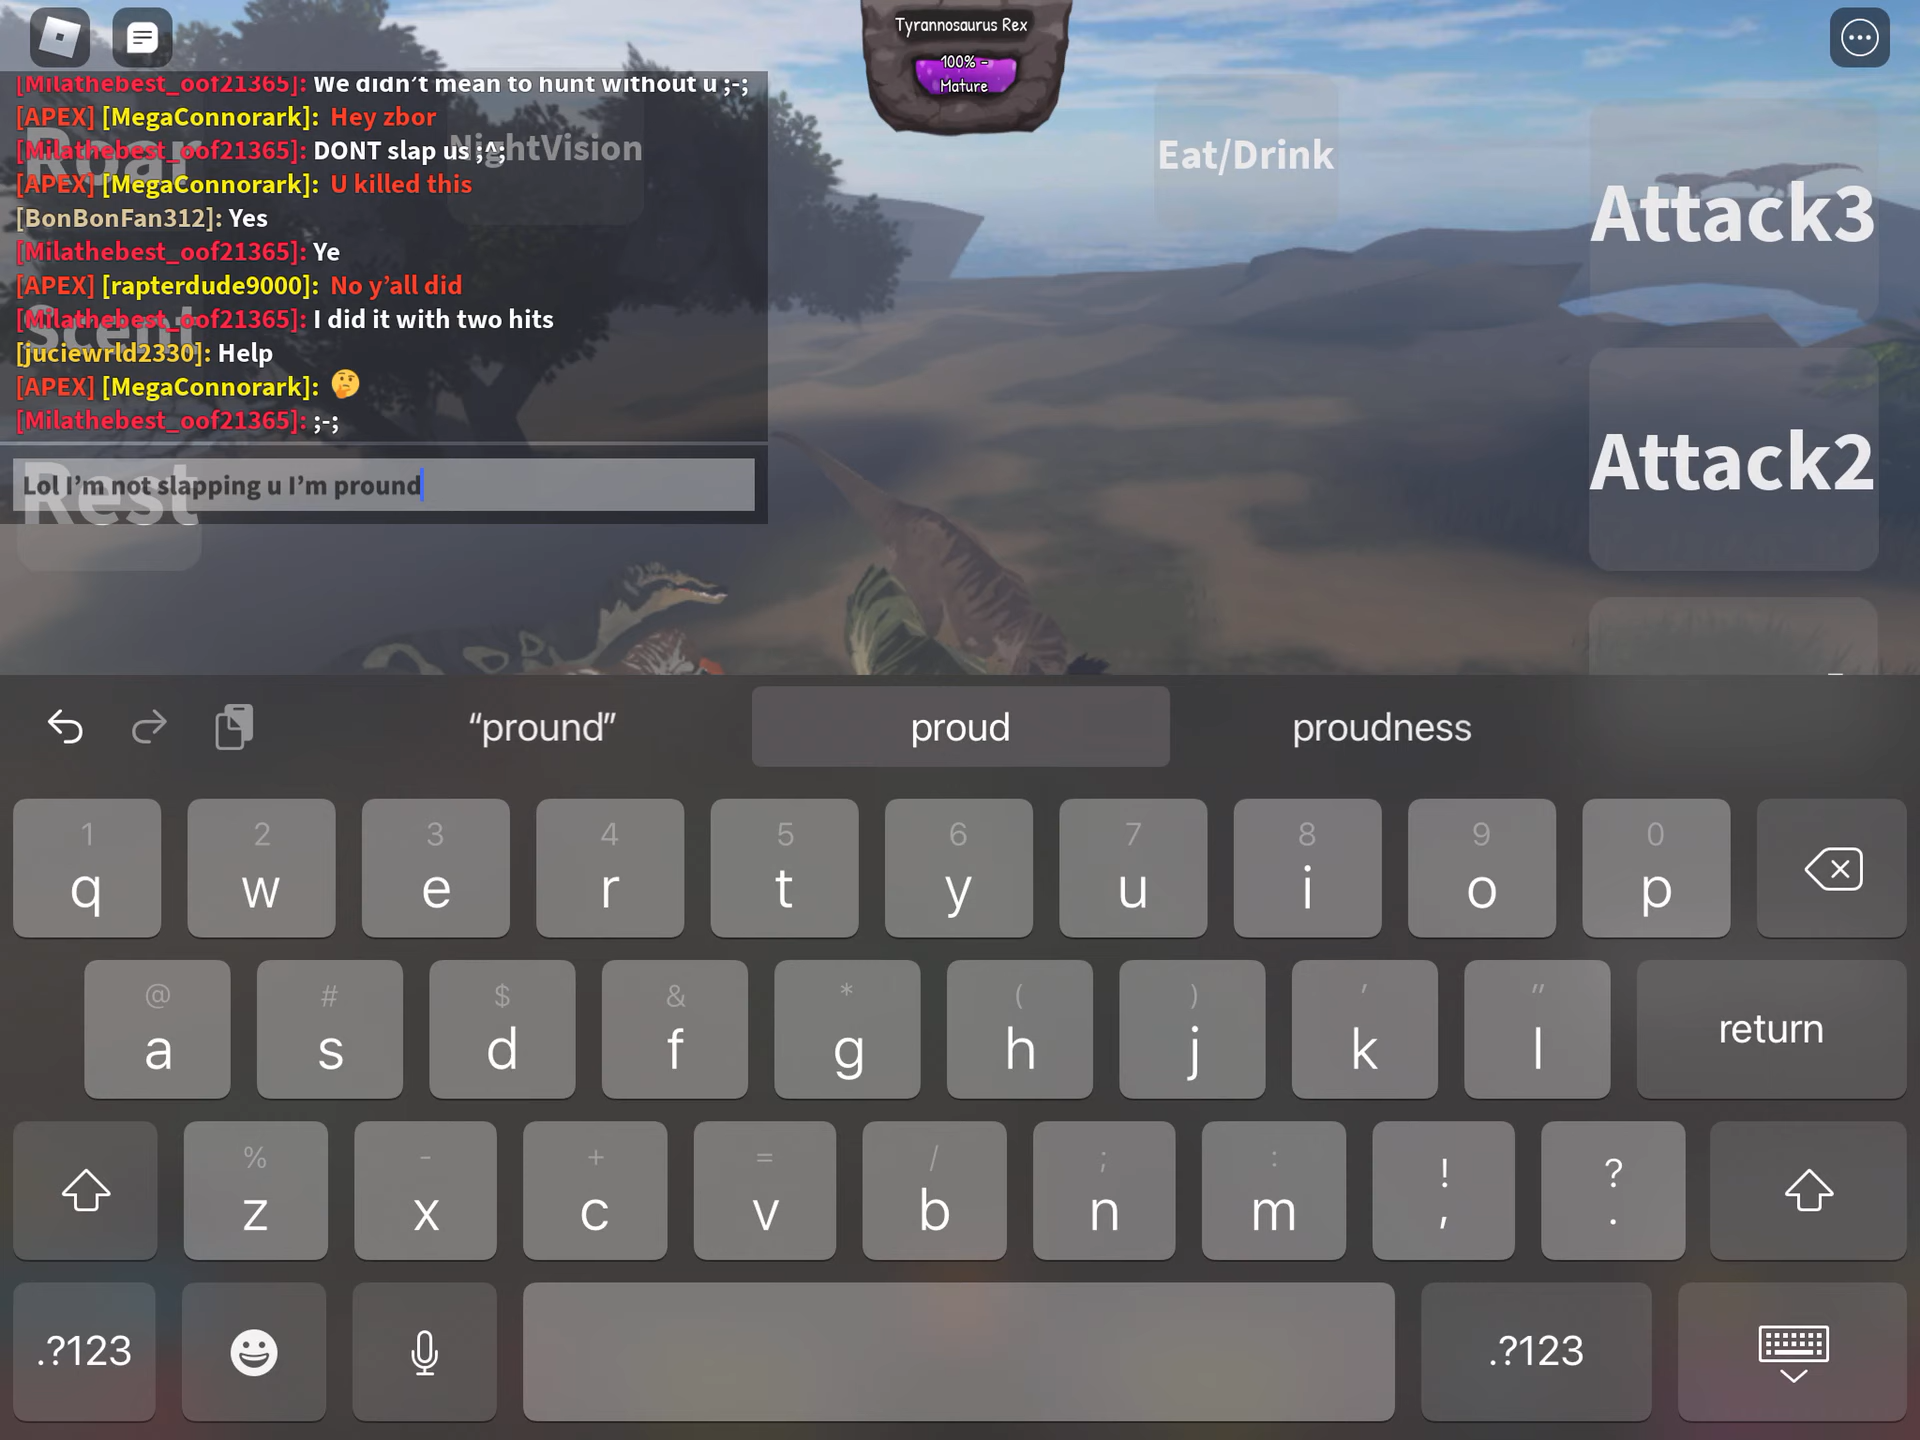 Tyrannosaurus Rex
100% -
Mature
[Milathebest_oof21365]: We didn't mean to hunt without u ;-;
[APEX] [MegaConnorark]: Hey zbor
[Milathebest_oof21365]: DONT slap us ;^;
[APEX] [MegaConnorark]: U killed this
[BonBonFan312]: Yes
[Milathebest_oof21365]: Ye
[APEX] [rapterdude9000]: No y'all did
[Milathebest_oof21365]: I did it with two hits
[juciewrld2330]: Help
[APEX] [MegaConnorark]: 🤔
[Milathebest_oof21365]: ;-;
Lol I'm not slapping u I'm pround
Roar
NightVision
Scent
Rest
Eat/Drink
Attack3
Attack2
“pround” proud proudness
1 2 3 4 5 6 7 8 9 0
q w e r t y u i o p
@ # $ & * ( ) ' "
a s d f g h j k l return
% - + = / ; : ! ?
z x c v b n m , .
.?123 .?123